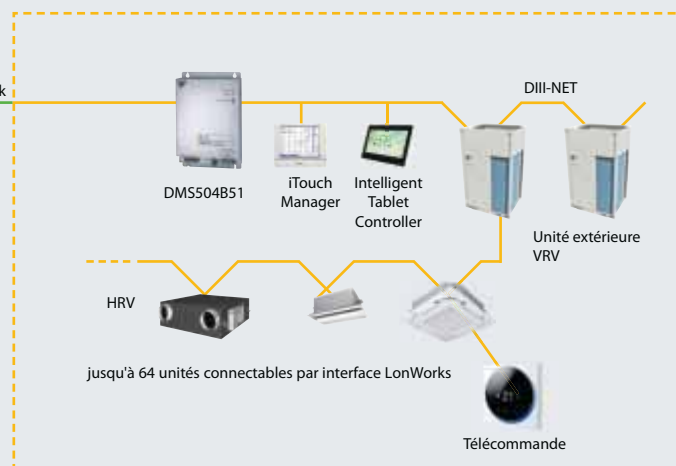 k
DIII-NET
DMS504B51
iTouch
Manager
Intelligent
Tablet
Controller
Unité extérieure
VRV
HRV
jusqu'à 64 unités connectables par interface LonWorks
Télécommande